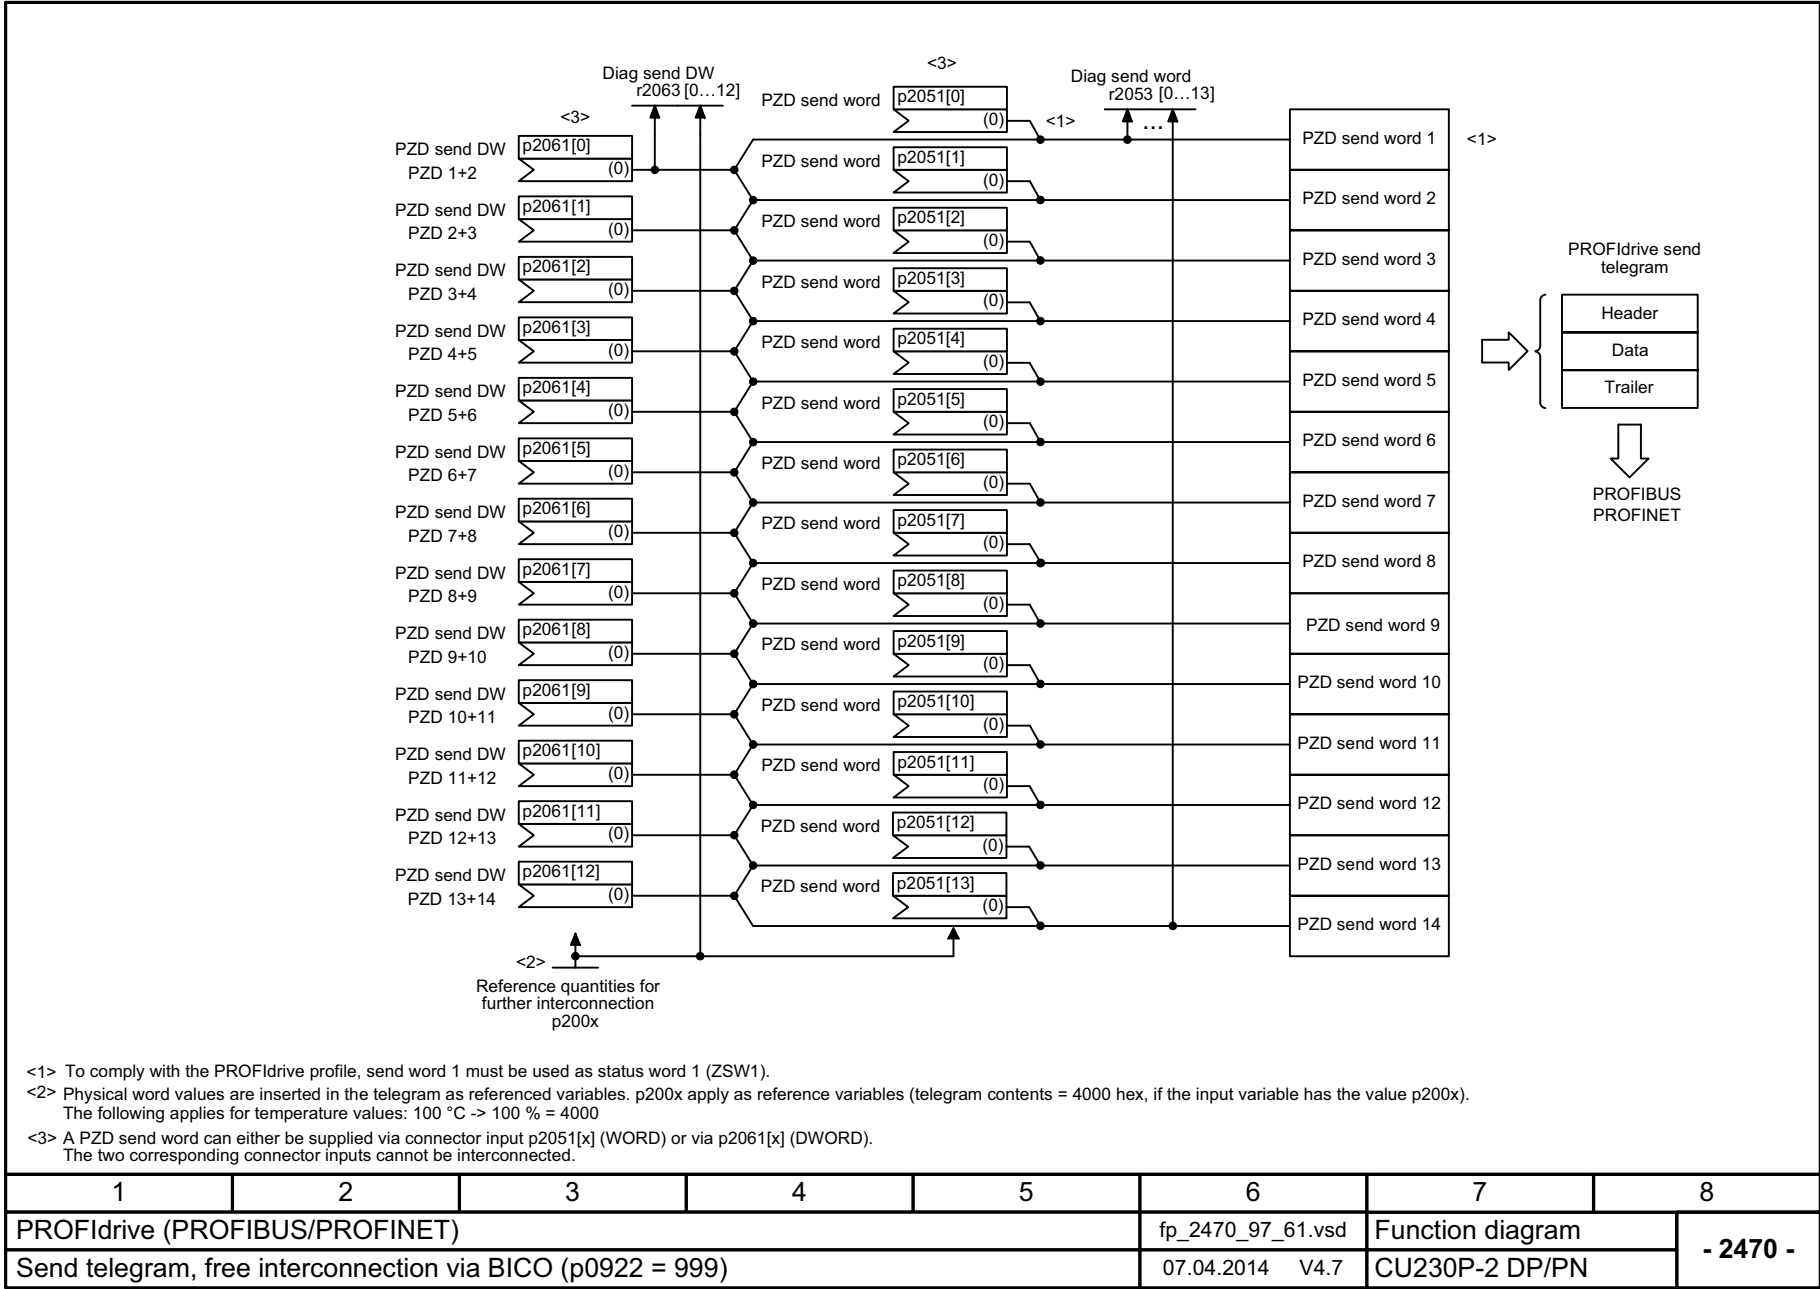 Diag send DW
r2063 [0...12]
<3>
PZD send DW
PZD 1+2
p2061[0]
(0)
PZD send DW
PZD 2+3
p2061[1]
(0)
PZD send DW
PZD 3+4
p2061[2]
(0)
PZD send DW
PZD 4+5
p2061[3]
(0)
PZD send DW
PZD 5+6
p2061[4]
(0)
PZD send DW
PZD 6+7
p2061[5]
(0)
PZD send DW
PZD 7+8
p2061[6]
(0)
PZD send DW
PZD 8+9
p2061[7]
(0)
PZD send DW
PZD 9+10
p2061[8]
(0)
PZD send DW
PZD 10+11
p2061[9]
(0)
PZD send DW
PZD 11+12
p2061[10]
(0)
PZD send DW
PZD 12+13
p2061[11]
(0)
PZD send DW
PZD 13+14
p2061[12]
(0)
<2>
Reference quantities for
further interconnection
p200x
<3>
PZD send word p2051[0]
(0)
<1>
PZD send word p2051[1]
(0)
PZD send word p2051[2]
(0)
PZD send word p2051[3]
(0)
PZD send word p2051[4]
(0)
PZD send word p2051[5]
(0)
PZD send word p2051[6]
(0)
PZD send word p2051[7]
(0)
PZD send word p2051[8]
(0)
PZD send word p2051[9]
(0)
PZD send word p2051[10]
(0)
PZD send word p2051[11]
(0)
PZD send word p2051[12]
(0)
PZD send word p2051[13]
(0)
Diag send word
r2053 [0...13]
...
PZD send word 1 <1>
PZD send word 2
PZD send word 3
PZD send word 4
PZD send word 5
PZD send word 6
PZD send word 7
PZD send word 8
PZD send word 9
PZD send word 10
PZD send word 11
PZD send word 12
PZD send word 13
PZD send word 14
PROFIdrive send
telegram
Header
Data
Trailer
PROFIBUS
PROFINET
<1> To comply with the PROFIdrive profile, send word 1 must be used as status word 1 (ZSW1).
<2> Physical word values are inserted in the telegram as referenced variables. p200x apply as reference variables (telegram contents = 4000 hex, if the input variable has the value p200x).
The following applies for temperature values: 100 °C -> 100 % = 4000
<3> A PZD send word can either be supplied via connector input p2051[x] (WORD) or via p2061[x] (DWORD).
The two corresponding connector inputs cannot be interconnected.
1 2 3 4 5 6 7 8
PROFIdrive (PROFIBUS/PROFINET) fp_2470_97_61.vsd Function diagram
- 2470 -
Send telegram, free interconnection via BICO (p0922 = 999) 07.04.2014 V4.7 CU230P-2 DP/PN